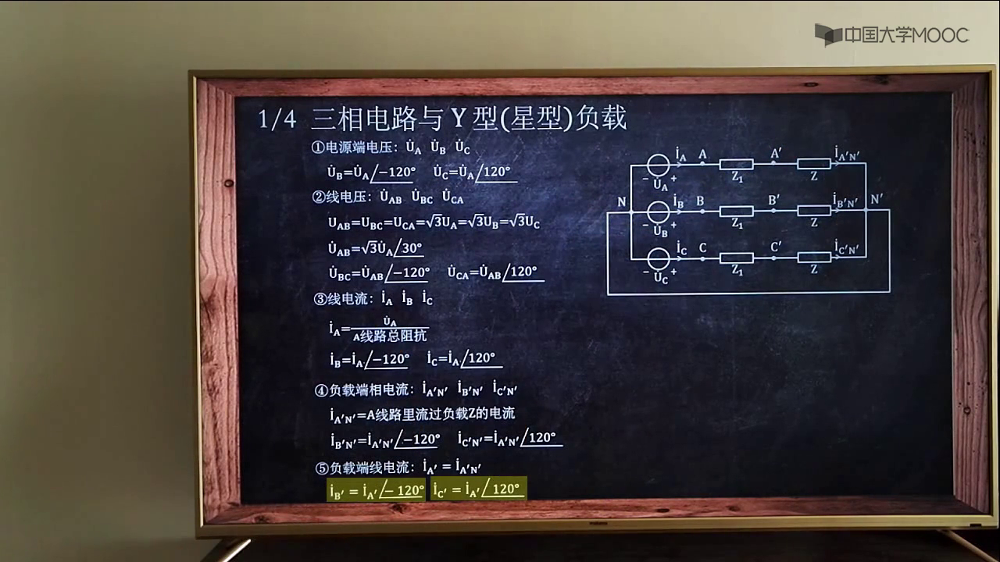 中国大学MOOC
1/4 三相电路与Y型(星型)负载
①电源端电压：U̇A U̇B U̇C
U̇B=U̇A/−120° U̇C=U̇A/120°
②线电压：U̇AB U̇BC U̇CA
UAB=UBC=UCA=√3UA=√3UB=√3UC
U̇AB=√3U̇A/30°
U̇BC=U̇AB/−120° U̇CA=U̇AB/120°
③线电流：İA İB İC
İA=U̇A/A线路总阻抗
İB=İA/−120° İC=İA/120°
④负载端相电流：İA′N′ İB′N′ İC′N′
İA′N′=A线路里流过负载Z的电流
İB′N′=İA′N′/−120° İC′N′=İA′N′/120°
⑤负载端线电流：İA′ = İA′N′
İB′ = İA′/−120° İC′ = İA′/120°
İA A A′ İA′N′
− U̇A + Z1 Z
N İB B B′ İB′N′ N′
− U̇B + Z1 Z
İC C C′ İC′N′
− U̇C + Z1 Z